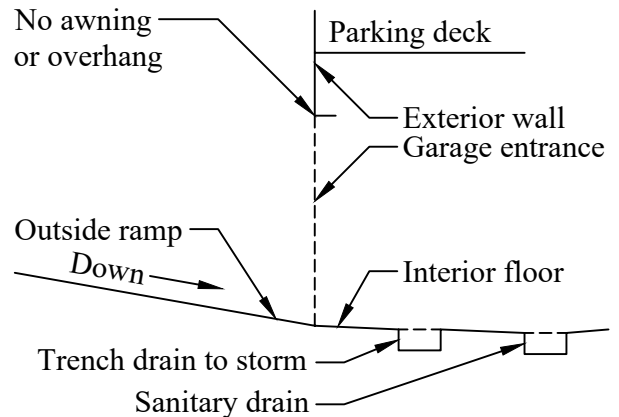 No awning
or overhang
Parking deck
Exterior wall
Garage entrance
Outside ramp
Down
Interior floor
Trench drain to storm
Sanitary drain